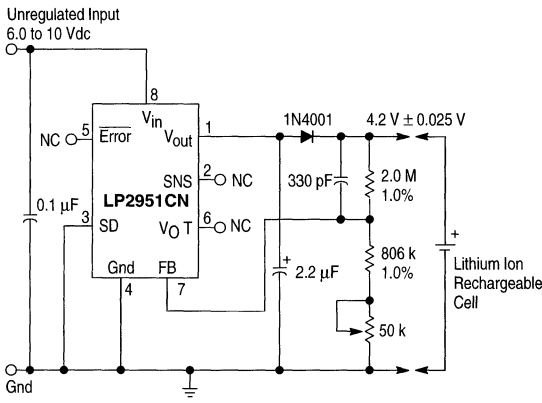 Unregulated Input
6.0 to 10 Vdc
8
Vin
1N4001
4.2 V ± 0.025 V
NC
5
Error
Vout
1
SNS
2
NC
330 pF
2.0 M
1.0%
LP2951CN
0.1 µF
3
SD
VO T
6
NC
Gnd
FB
4
7
2.2 µF
+
806 k
1.0%
+
Lithium Ion
Rechargeable
Cell
50 k
Gnd